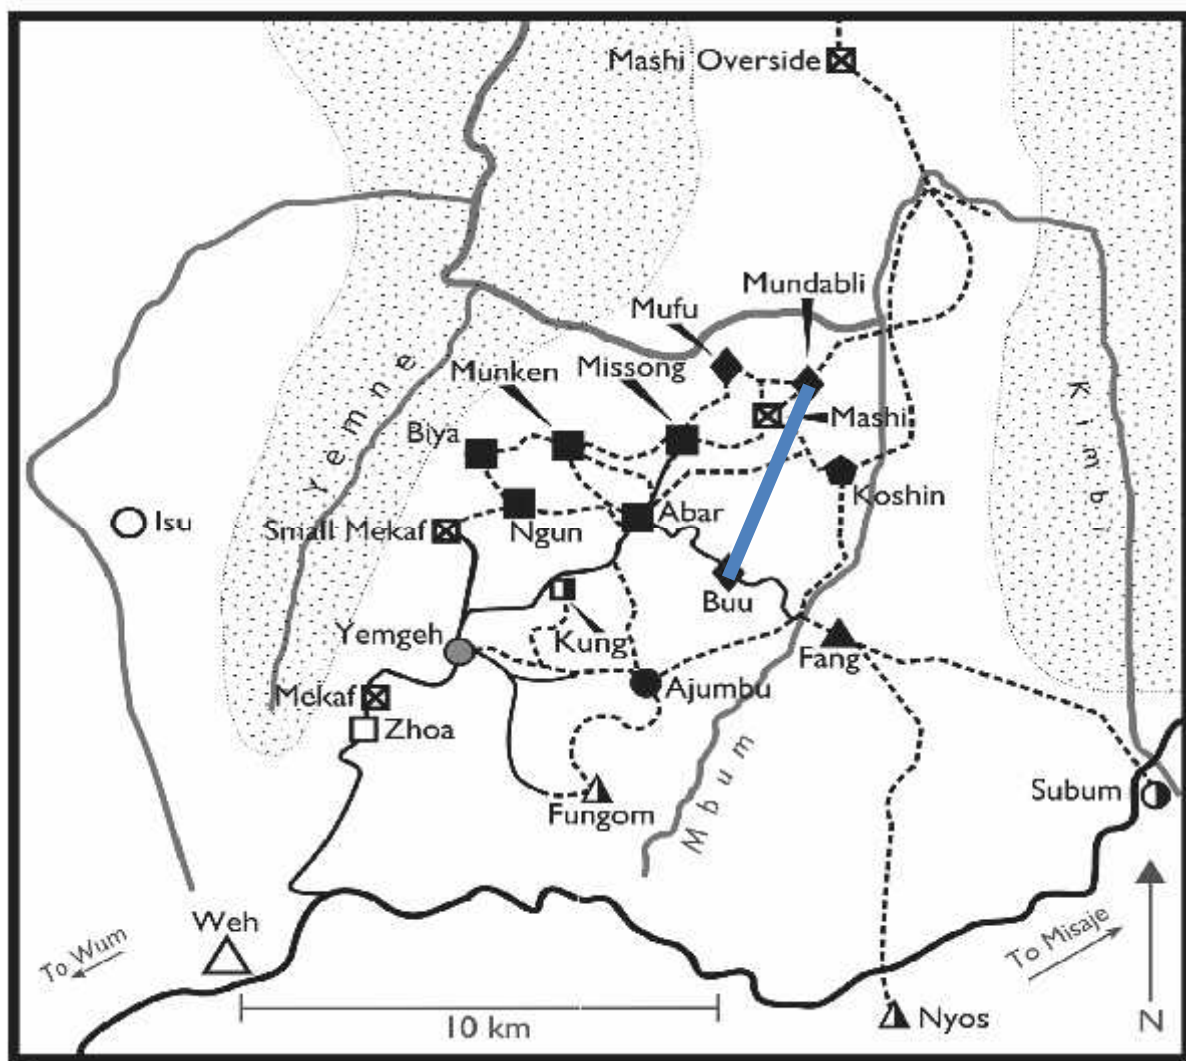 Mashi Overside
Mundabli
Mufu
Missong
Munken
Mashi
Biya
Yemne
Kimbi
Koshin
Isu
Small Mekaf
Ngun
Abar
Buu
Kung
Yemgeh
Fang
Mekaf
Ajumbu
Zhoa
Mbum
Subum
Fungom
Weh
To Wum
To Misaje
10 km
Nyos
N